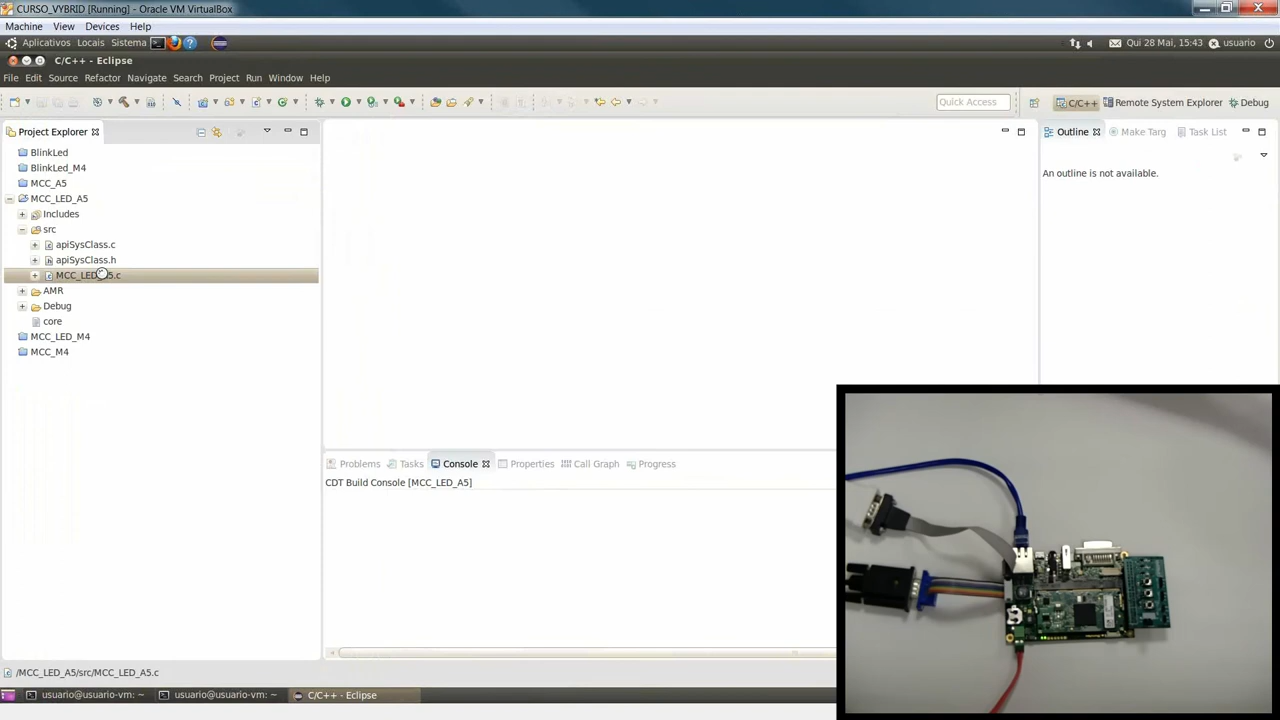 CURSO_VYBRID [Running] - Oracle VM VirtualBox
Machine View Devices Help
Aplicativos Locais Sistema Qui 28 Mai, 15:43 usuario
C/C++ - Eclipse
File Edit Source Refactor Navigate Search Project Run Window Help
Quick Access C/C++ Remote System Explorer Debug
Project Explorer
Outline Make Targ Task List
BlinkLed
BlinkLed_M4
An outline is not available.
MCC_A5
MCC_LED_A5
Includes
src
apiSysClass.c
apiSysClass.h
MCC_LED_A5.c
AMR
Debug
core
MCC_LED_M4
MCC_M4
Problems Tasks Console Properties Call Graph Progress
CDT Build Console [MCC_LED_A5]
/MCC_LED_A5/src/MCC_LED_A5.c
usuario@usuario-vm: ~ usuario@usuario-vm: ~ C/C++ - Eclipse